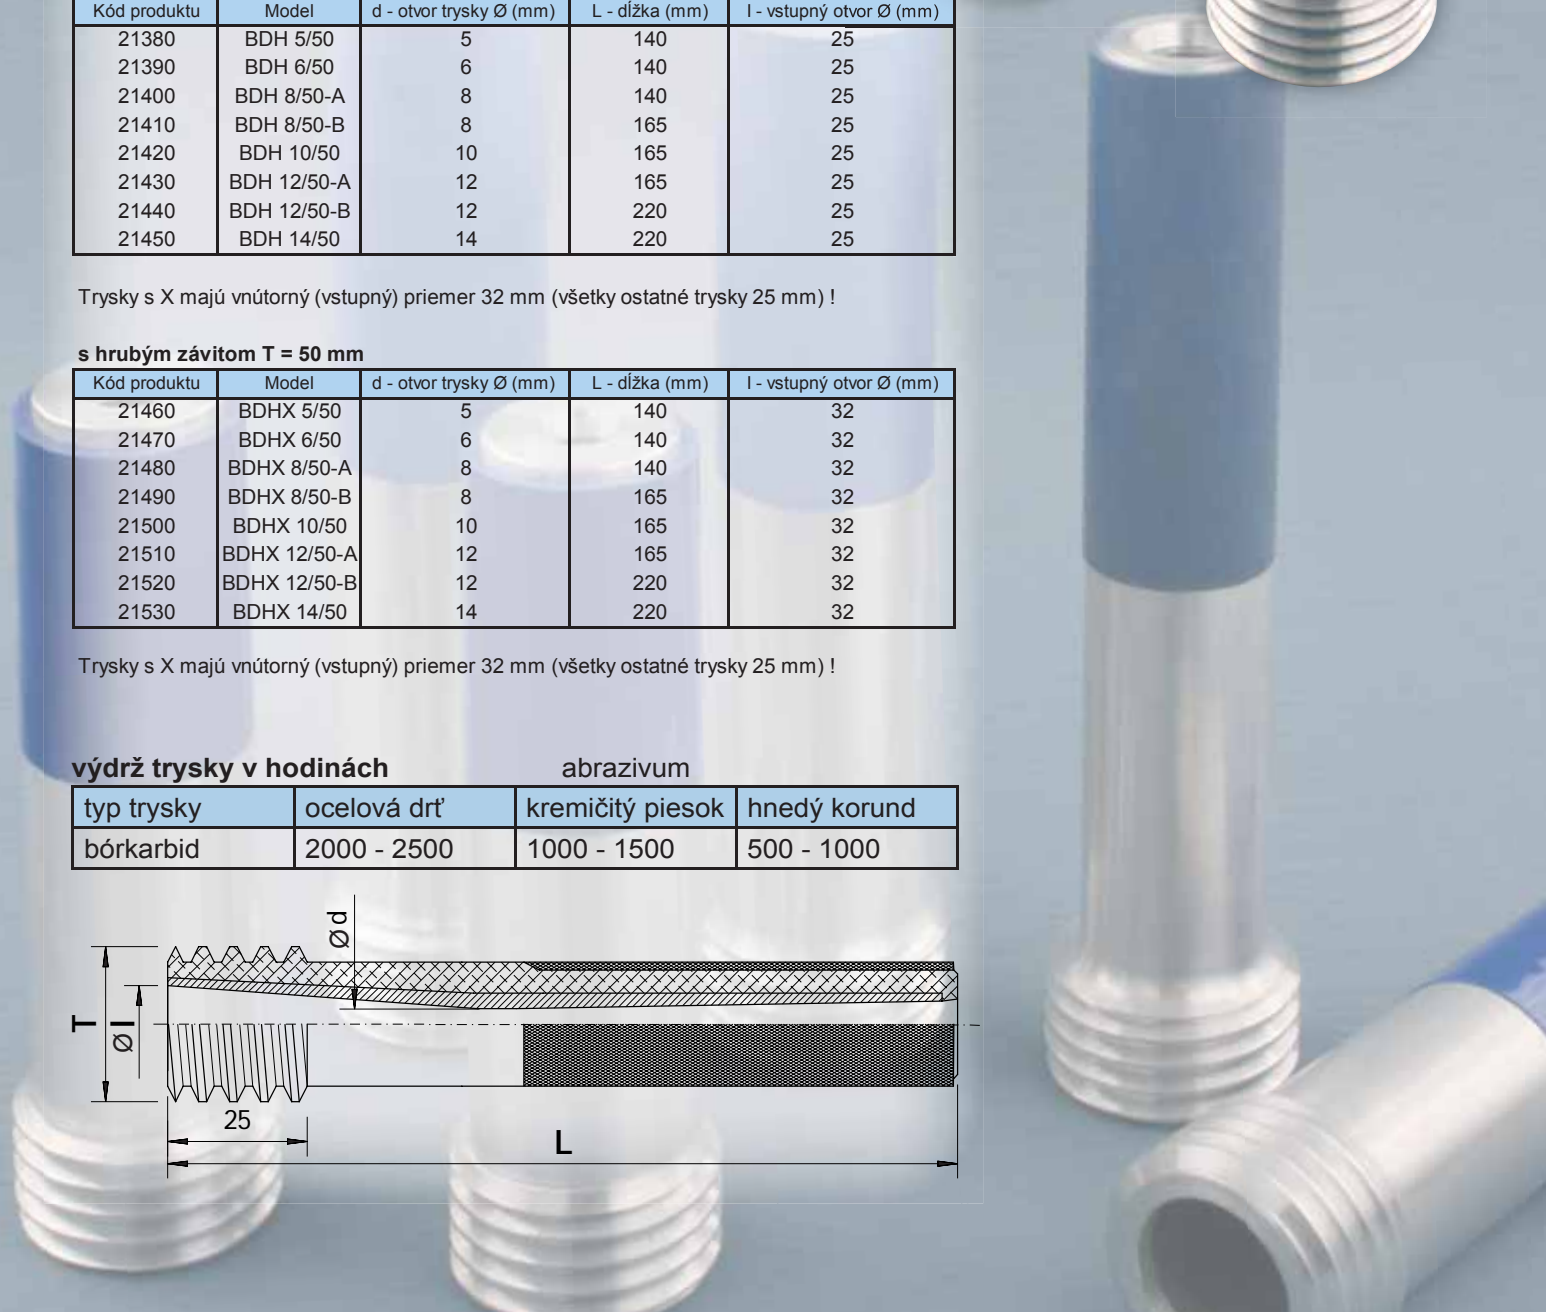 Kód produktu Model d - otvor trysky Ø (mm) L - dĺžka (mm) I - vstupný otvor Ø (mm)
21380 BDH 5/50 5 140 25
21390 BDH 6/50 6 140 25
21400 BDH 8/50-A 8 140 25
21410 BDH 8/50-B 8 165 25
21420 BDH 10/50 10 165 25
21430 BDH 12/50-A 12 165 25
21440 BDH 12/50-B 12 220 25
21450 BDH 14/50 14 220 25
Trysky s X majú vnútorný (vstupný) priemer 32 mm (všetky ostatné trysky 25 mm) !
s hrubým závitom T = 50 mm
Kód produktu Model d - otvor trysky Ø (mm) L - dĺžka (mm) I - vstupný otvor Ø (mm)
21460 BDHX 5/50 5 140 32
21470 BDHX 6/50 6 140 32
21480 BDHX 8/50-A 8 140 32
21490 BDHX 8/50-B 8 165 32
21500 BDHX 10/50 10 165 32
21510 BDHX 12/50-A 12 165 32
21520 BDHX 12/50-B 12 220 32
21530 BDHX 14/50 14 220 32
Trysky s X majú vnútorný (vstupný) priemer 32 mm (všetky ostatné trysky 25 mm) !
výdrž trysky v hodinách abrazivum
typ trysky ocelová drť kremičitý piesok hnedý korund
bórkarbid 2000 - 2500 1000 - 1500 500 - 1000
Ø d
T
Ø I
25
L